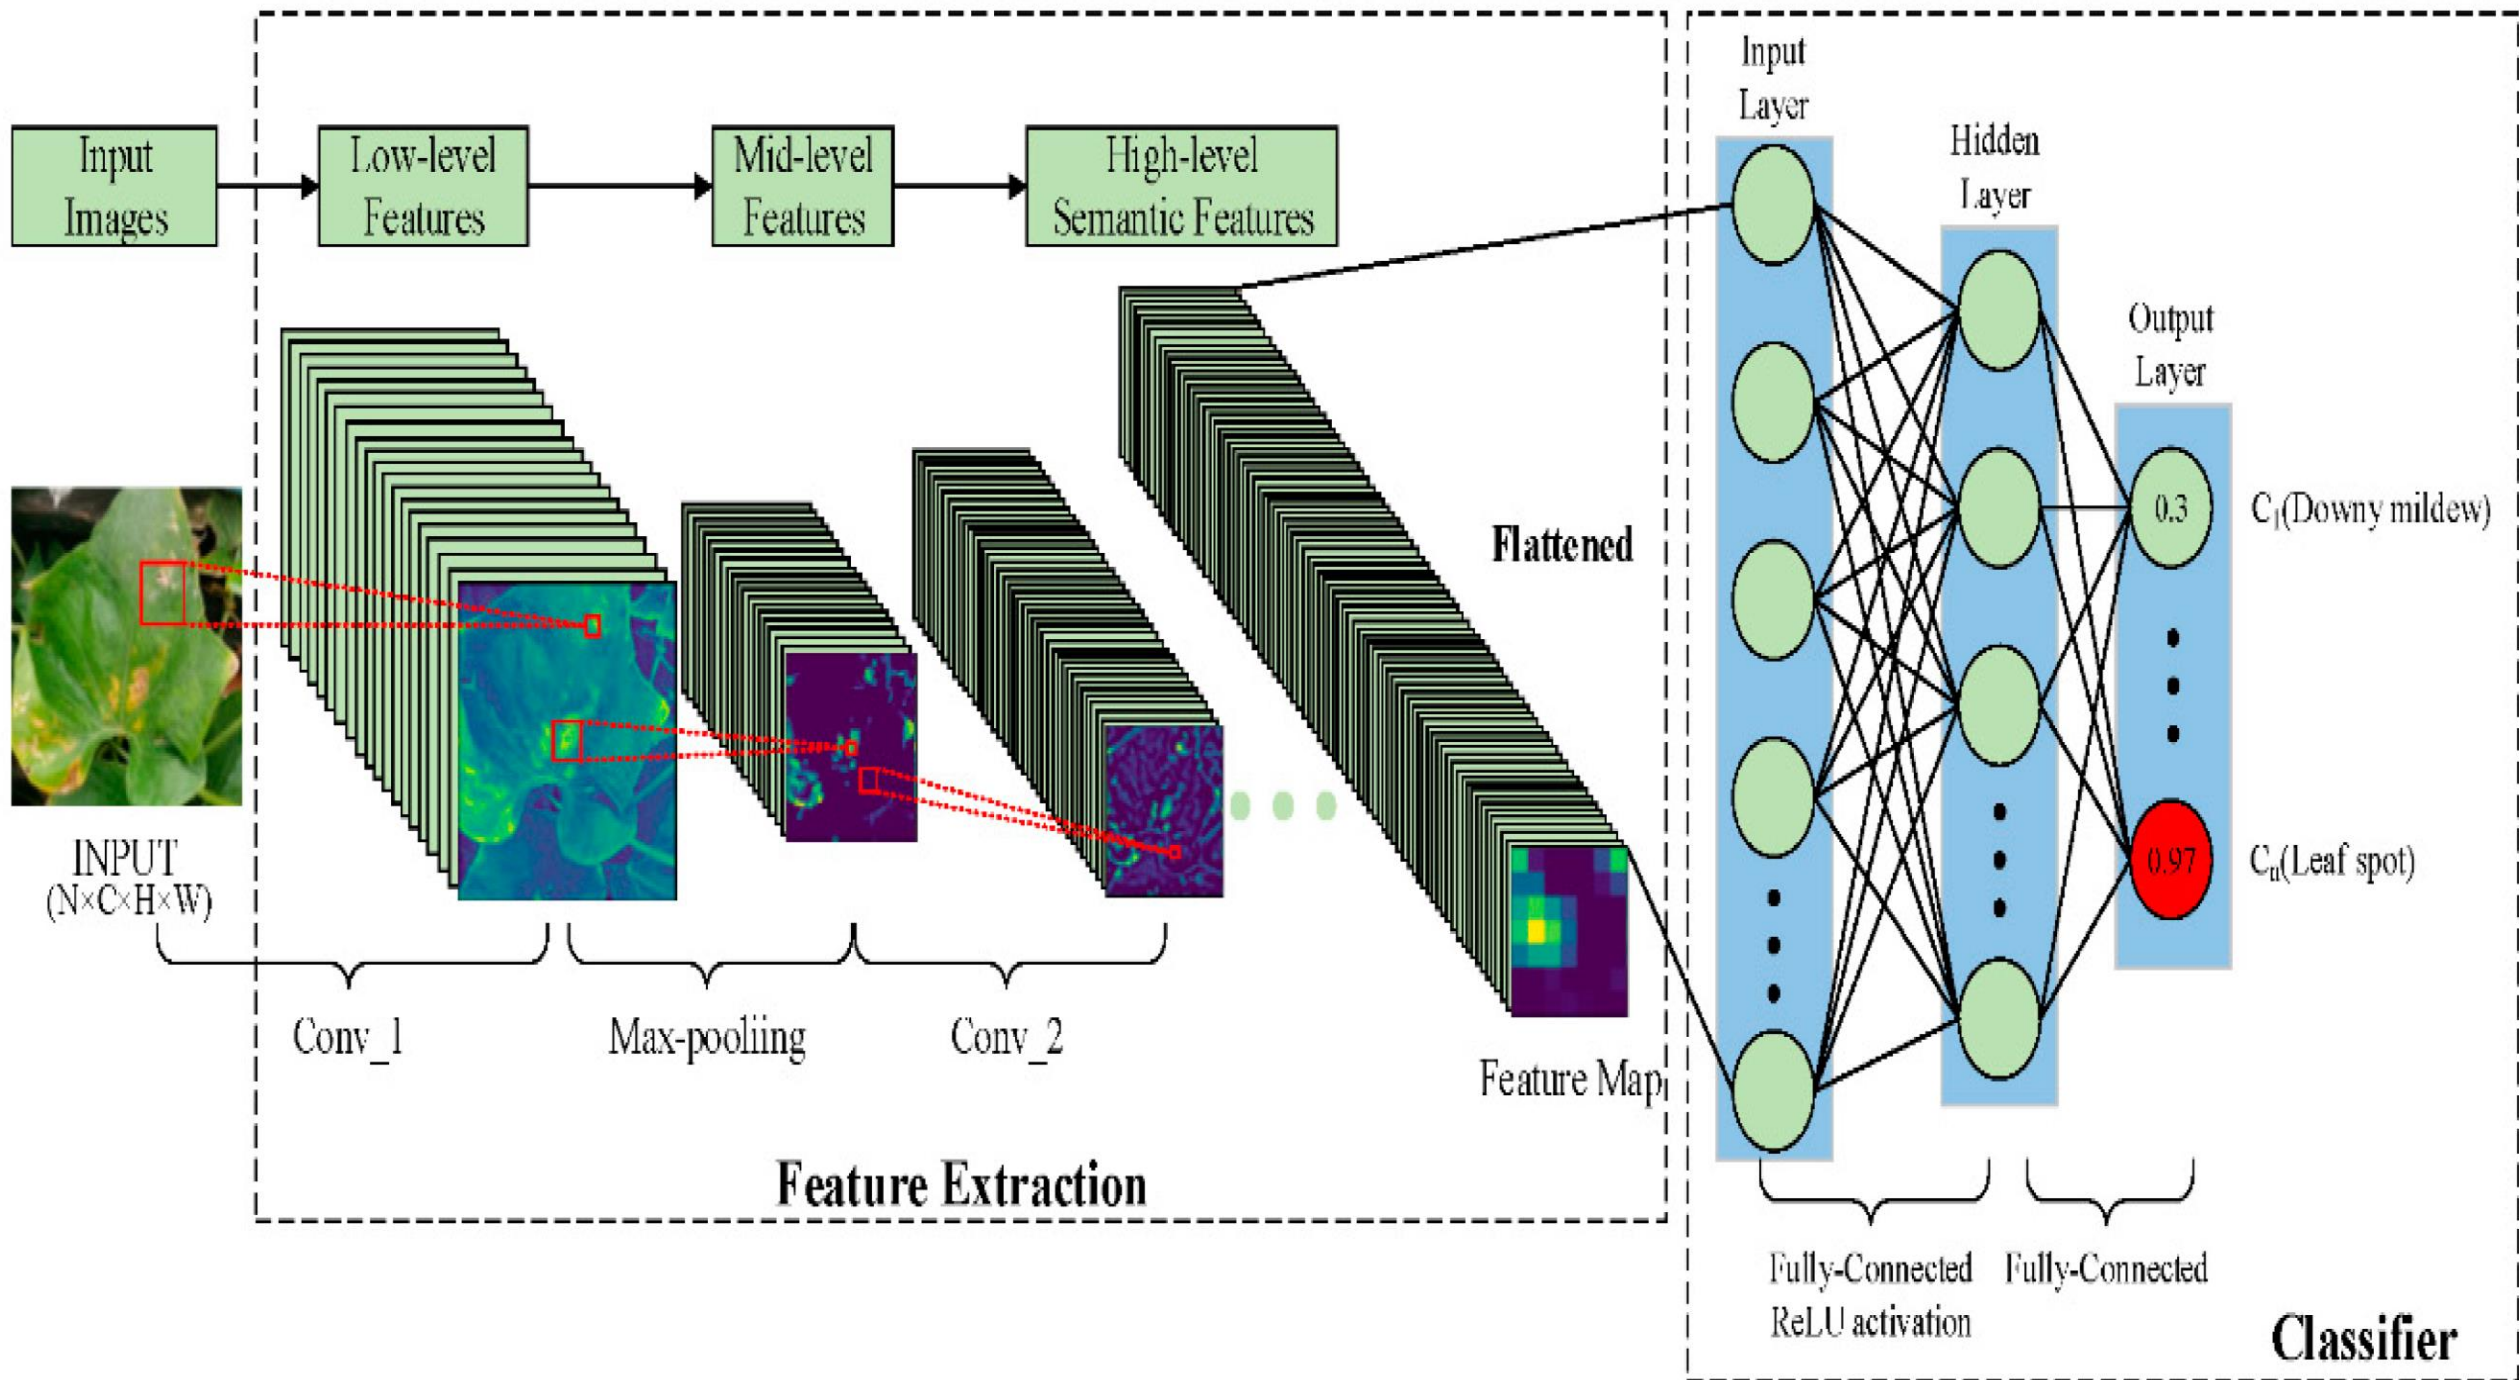 Input
Images
Low-level
Features
Mid-level
Features
High-level
Semantic Features
INPUT
(N×C×H×W)
Conv_1
Max-pooliing
Conv_2
Flattened
Feature Map
Feature Extraction
Input
Layer
Hidden
Layer
Output
Layer
0.3
C₁(Downy mildew)
0.97
Cₙ(Leaf spot)
Fully-Connected
ReLU activation
Fully-Connected
Classifier